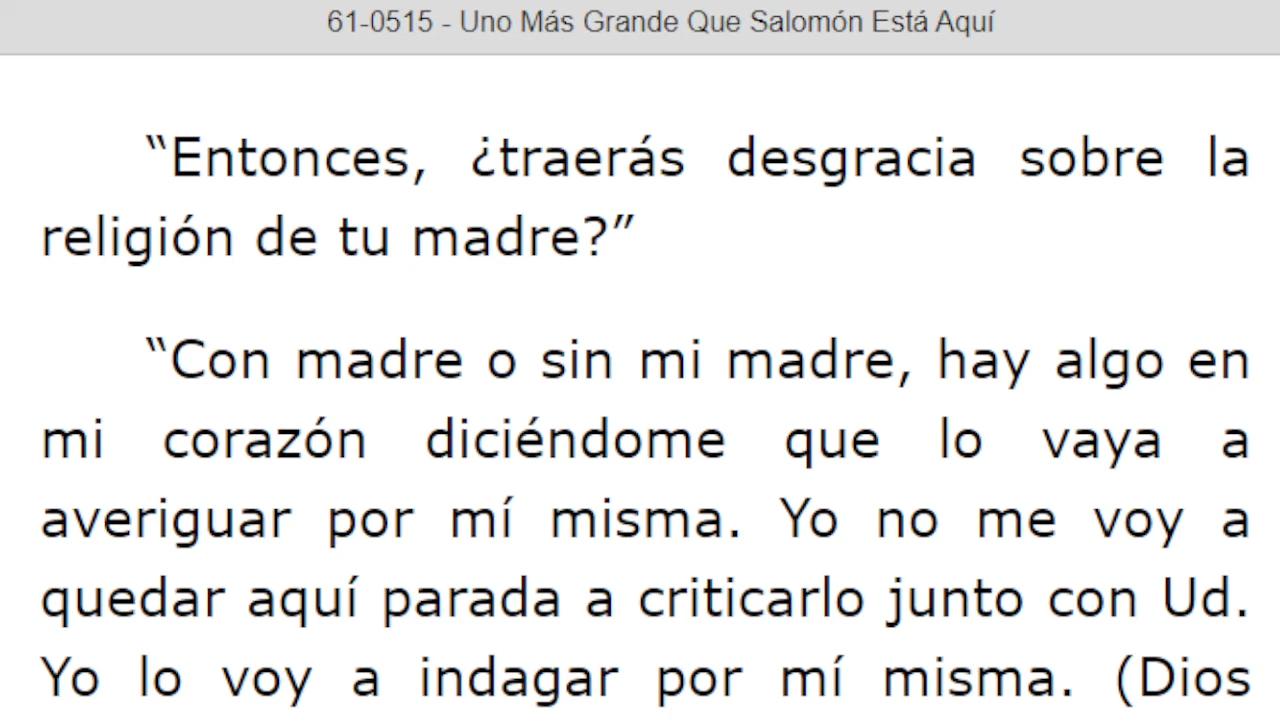 61-0515 - Uno Más Grande Que Salomón Está Aquí
“Entonces, ¿traerás desgracia sobre la
religión de tu madre?”
“Con madre o sin mi madre, hay algo en
mi corazón diciéndome que lo vaya a
averiguar por mí misma. Yo no me voy a
quedar aquí parada a criticarlo junto con Ud.
Yo lo voy a indagar por mí misma. (Dios